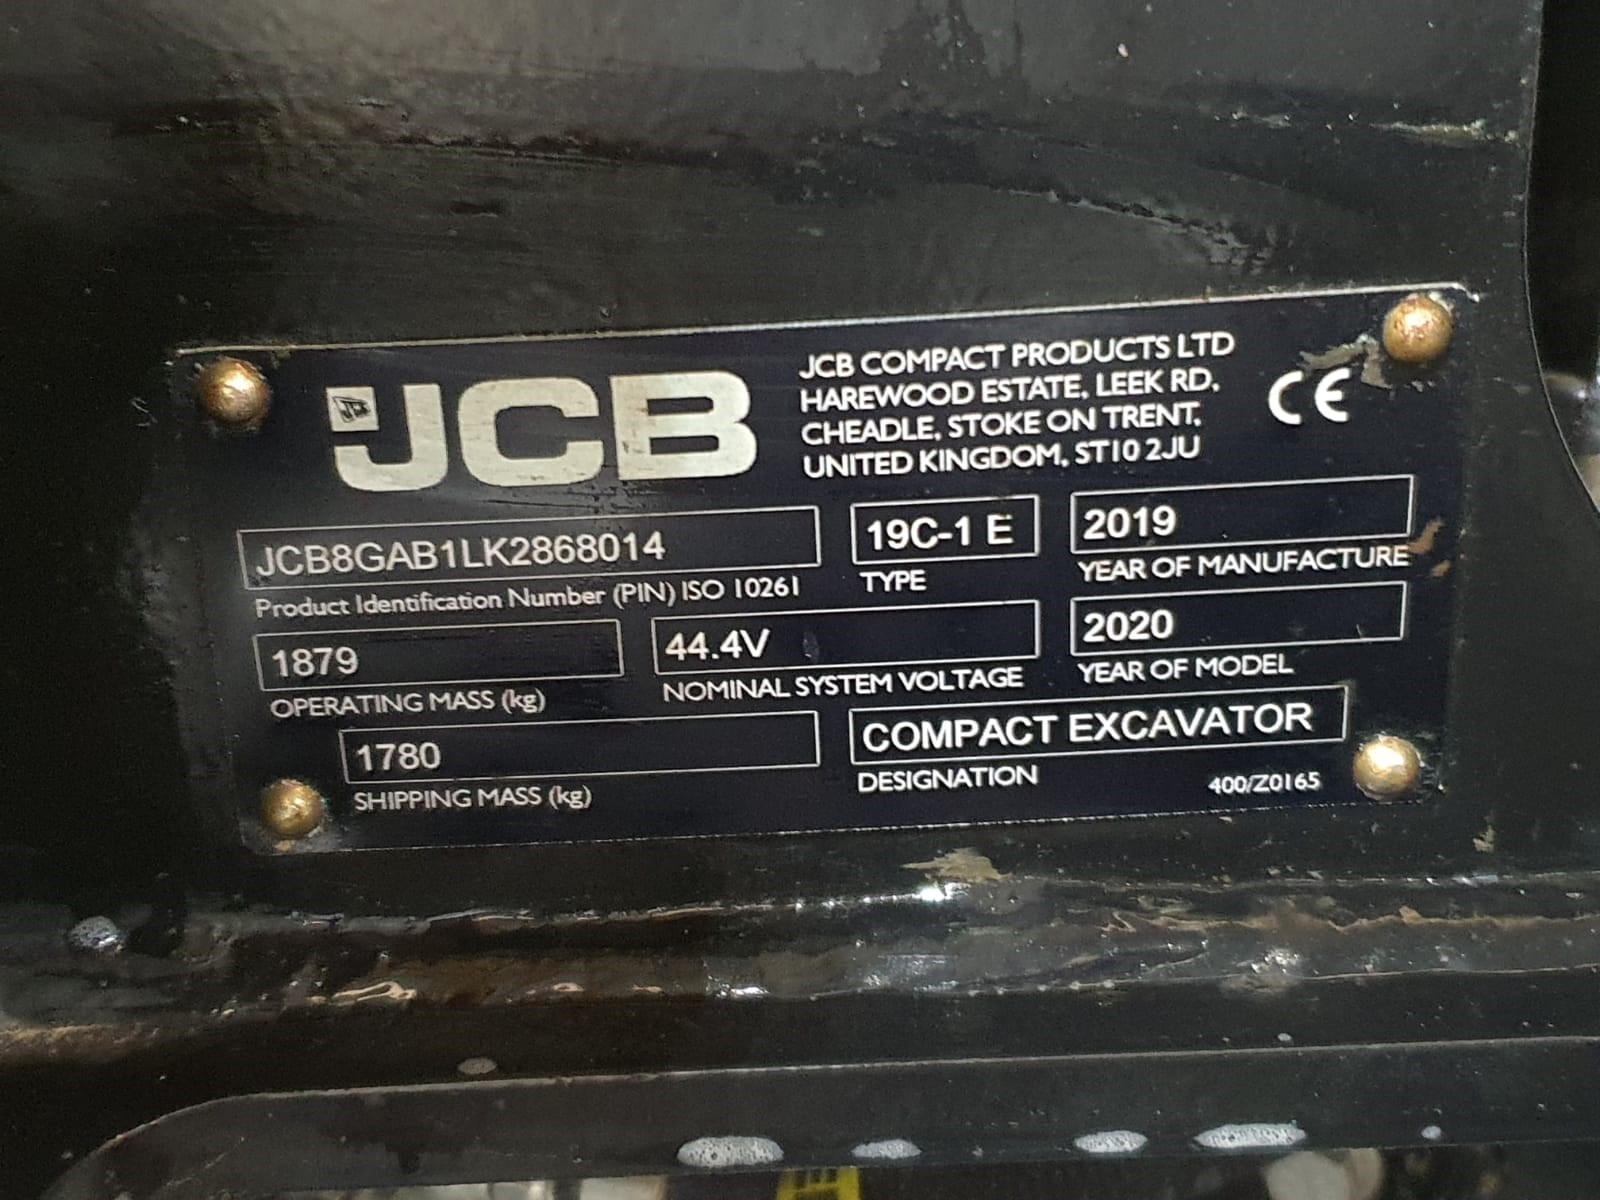 JCB
JCB COMPACT PRODUCTS LTD
HAREWOOD ESTATE, LEEK RD,
CHEADLE, STOKE ON TRENT,
UNITED KINGDOM, ST10 2JU
CE
JCB8GAB1LK2868014
Product Identification Number (PIN) ISO 10261
19C-1 E
TYPE
2019
YEAR OF MANUFACTURE
1879
OPERATING MASS (kg)
44.4V
NOMINAL SYSTEM VOLTAGE
2020
YEAR OF MODEL
1780
SHIPPING MASS (kg)
COMPACT EXCAVATOR
DESIGNATION
400/Z0165